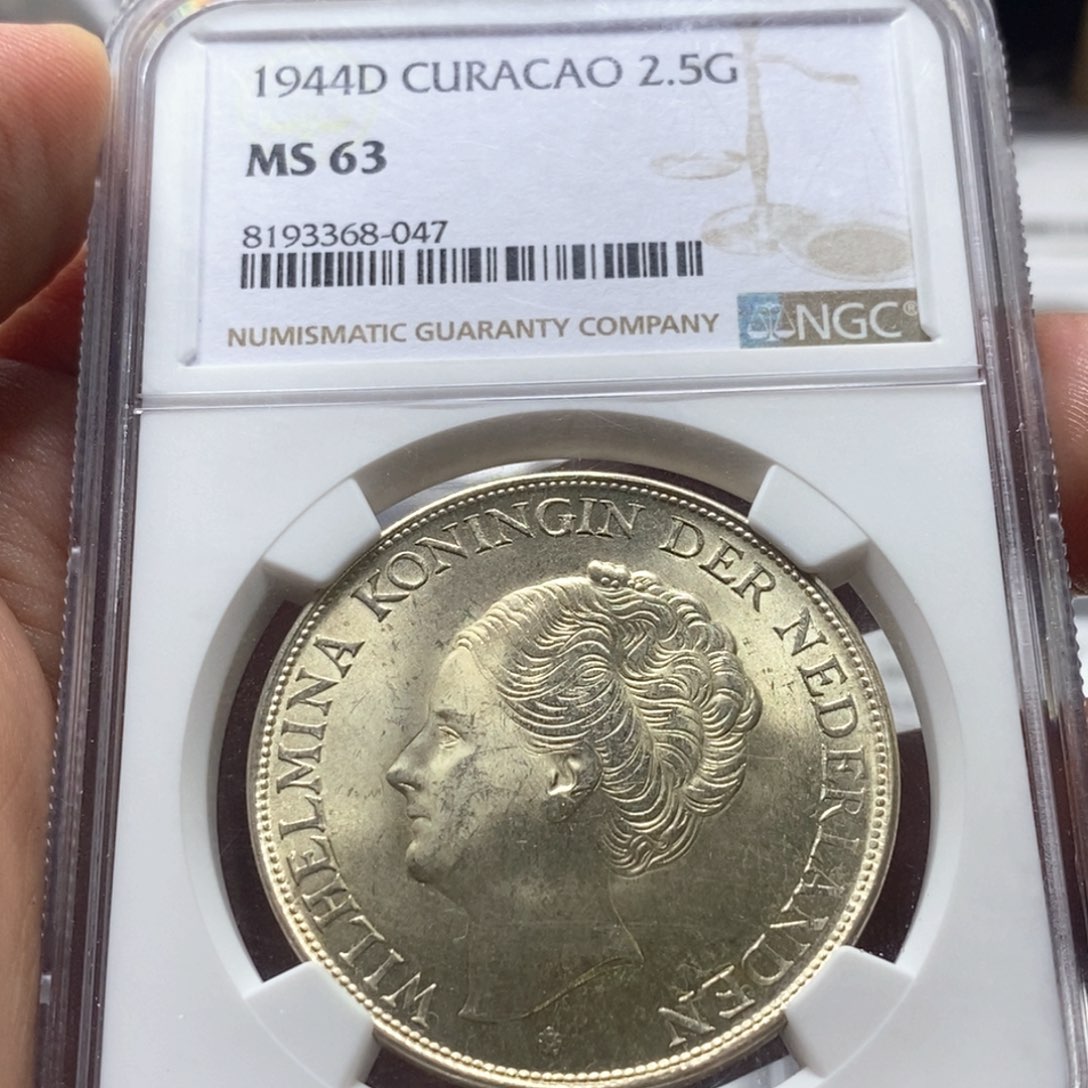 1944D CURACAO 2.5G
MS 63
8193368-047
NUMISMATIC GUARANTY COMPANY
NGC®
WILHELMINA KONINGIN DER NEDERLANDEN